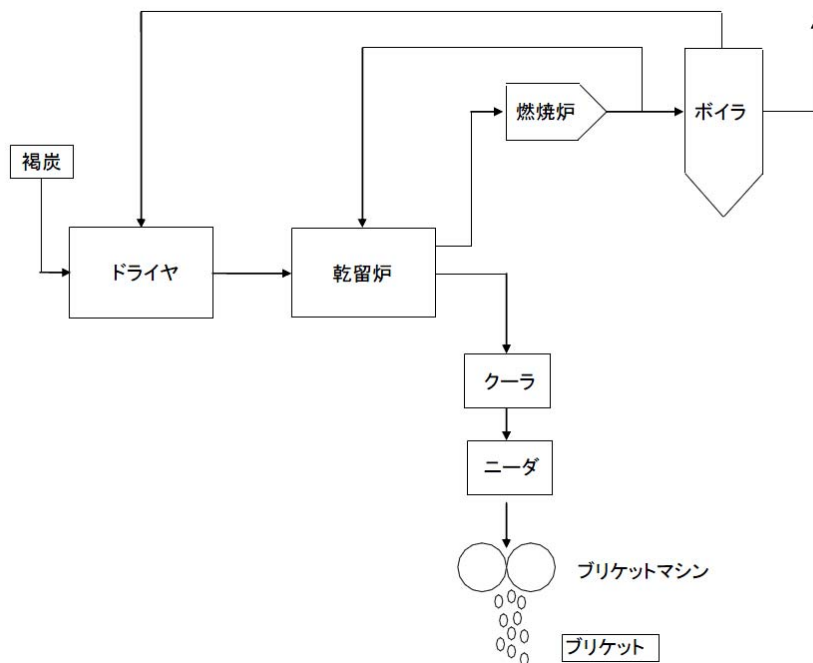 燃焼炉
ボイラ
褐炭
ドライヤ
乾留炉
クーラ
ニーダ
ブリケットマシン
ブリケット